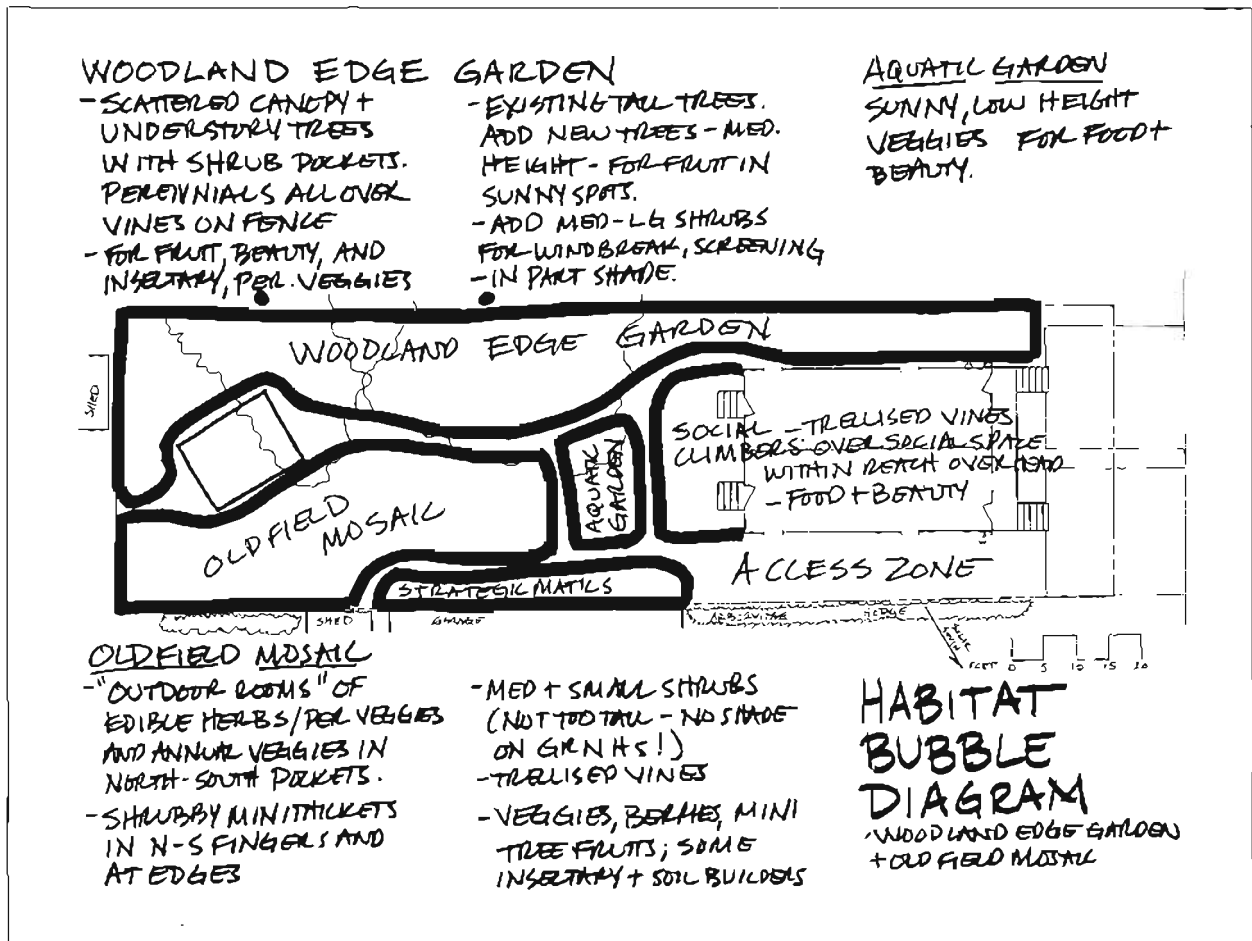 WOODLAND EDGE GARDEN
- SCATTERED CANOPY +
UNDERSTORY TREES
WITH SHRUB POCKETS.
PERENNIALS ALL OVER
VINES ON FENCE
- FOR FRUIT, BEAUTY, AND
INSECTARY, PER. VEGGIES
- EXISTING TALL TREES.
ADD NEW TREES - MED.
HEIGHT - FOR FRUIT IN
SUNNY SPOTS.
- ADD MED-LG SHRUBS
FOR WINDBREAK, SCREENING
- IN PART SHADE.
AQUATIC GARDEN
SUNNY, LOW HEIGHT
VEGGIES FOR FOOD +
BEAUTY.
WOODLAND EDGE GARDEN
SHED
SOCIAL - TRELLISED VINES
CLIMBERS: OVER SOCIAL SPACE
WITHIN REACH OVERHEAD
- FOOD + BEAUTY
AQUATIC
GARDEN
OLDFIELD
MOSAIC
ACCESS ZONE
STRATEGIC MAT'LS
SHED
GARAGE
ARBORVITAE HEDGE
FEET 0 5 10 15 20
OLDFIELD MOSAIC
- "OUTDOOR ROOMS" OF
EDIBLE HERBS/PER VEGGIES
AND ANNUAL VEGGIES IN
NORTH-SOUTH POCKETS.
- SHRUBBY MINITHICKETS
IN N-S FINGERS AND
AT EDGES
- MED + SMALL SHRUBS
(NOT TOO TALL - NO SHADE
ON GRNHS!)
- TRELLISED VINES
- VEGGIES, BERRIES, MINI
TREE FRUITS; SOME
INSECTARY + SOIL BUILDERS
HABITAT
BUBBLE
DIAGRAM
- WOODLAND EDGE GARDEN
+ OLD FIELD MOSAIC